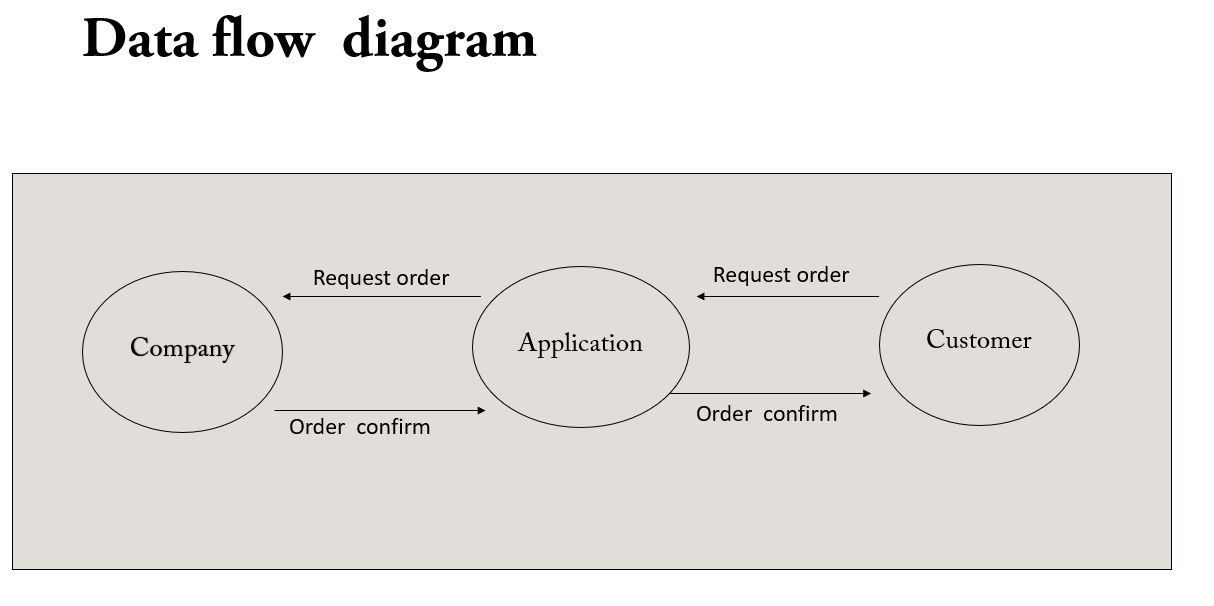 Data flow  diagram
Request order
Request order
Company
Application
Customer
Order  confirm
Order  confirm